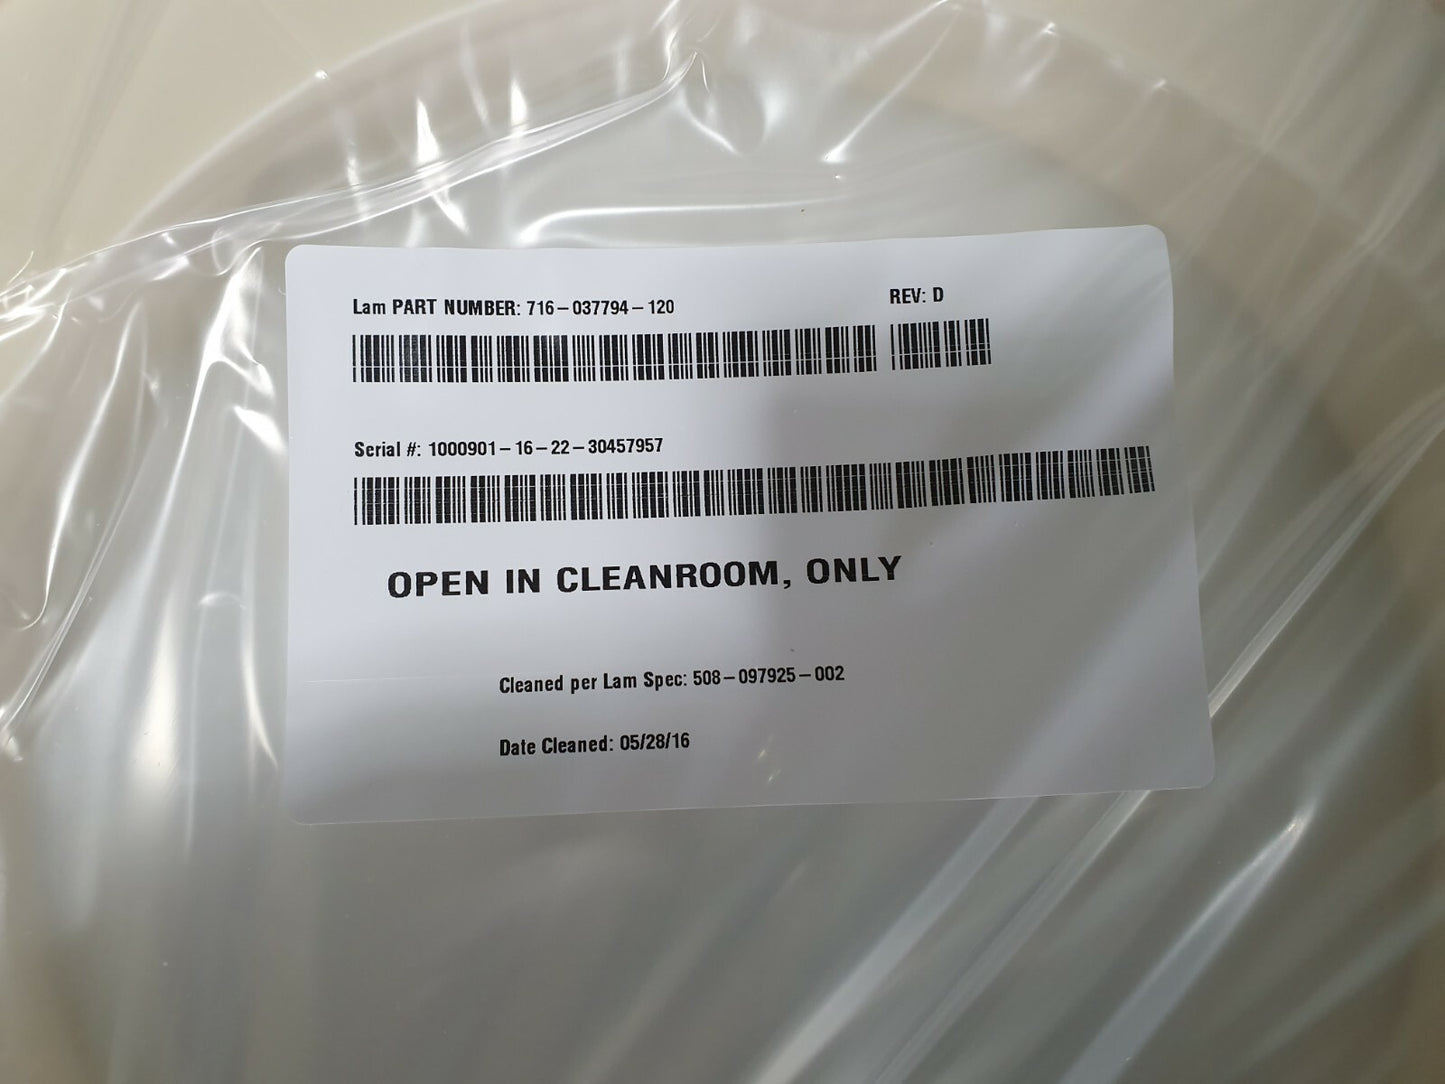 Lam PART NUMBER: 716-037794-120 REV: D
Serial #: 1000901-16-22-30457957
OPEN IN CLEANROOM, ONLY
Cleaned per Lam Spec: 508-097925-002
Date Cleaned: 05/28/16